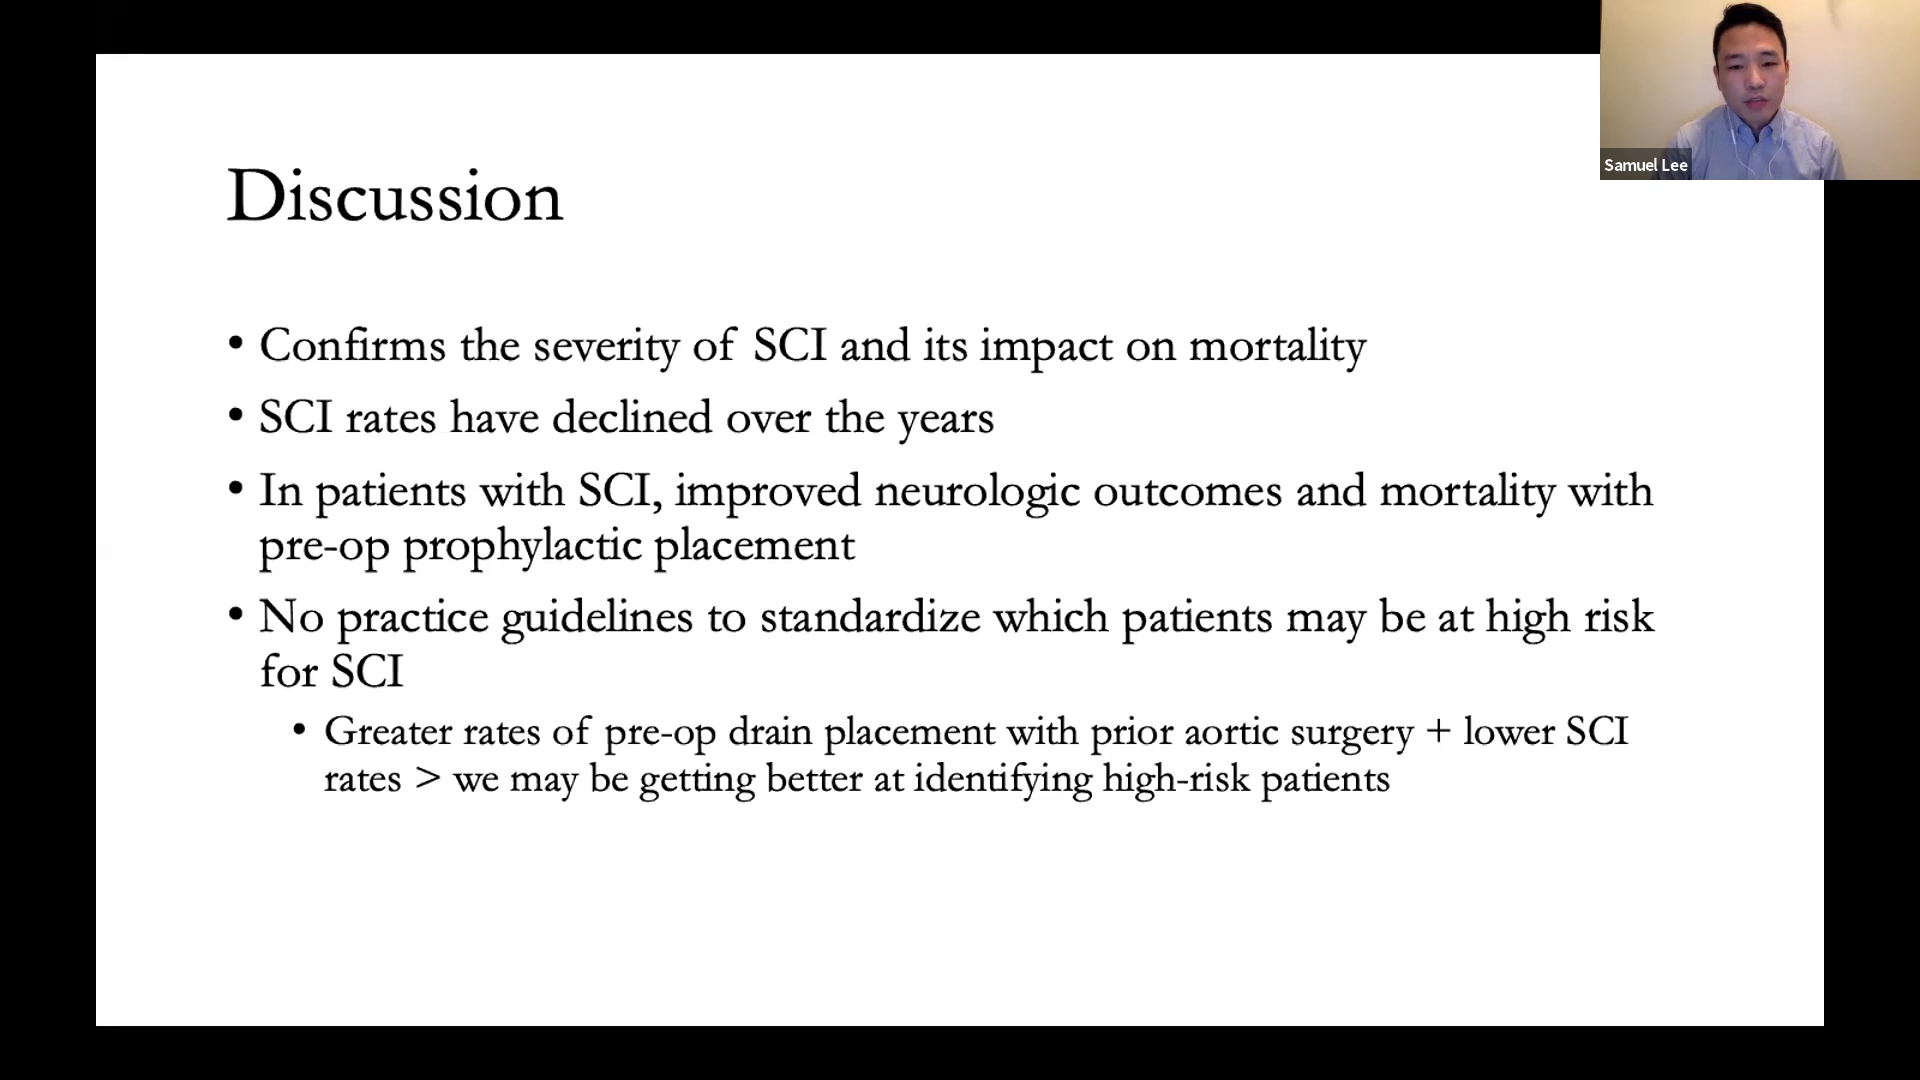 Samuel Lee
Discussion
• Confirms the severity of SCI and its impact on mortality
• SCI rates have declined over the years
• In patients with SCI, improved neurologic outcomes and mortality with
pre-op prophylactic placement
• No practice guidelines to standardize which patients may be at high risk
for SCI
• Greater rates of pre-op drain placement with prior aortic surgery + lower SCI
rates > we may be getting better at identifying high-risk patients